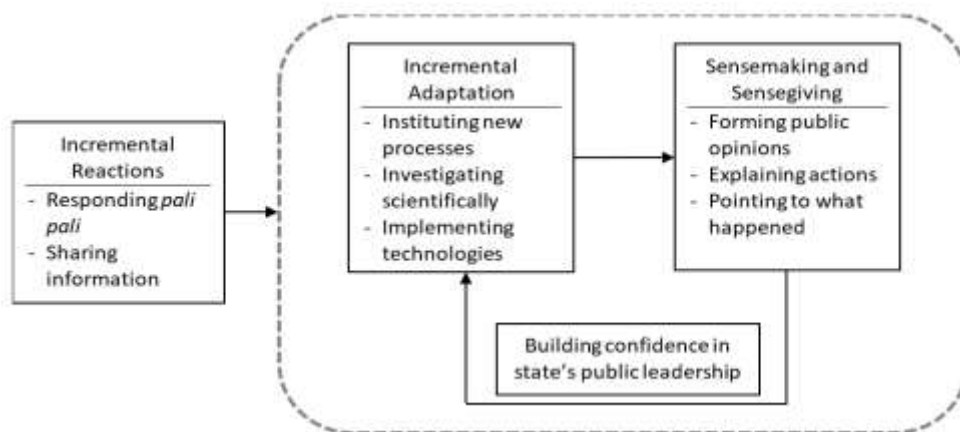 Incremental
Reactions
- Responding pali
pali
- Sharing
information
Incremental
Adaptation
- Instituting new
processes
- Investigating
scientifically
- Implementing
technologies
Sensemaking and
Sensegiving
- Forming public
opinions
- Explaining actions
- Pointing to what
happened
Building confidence in
state's public leadership